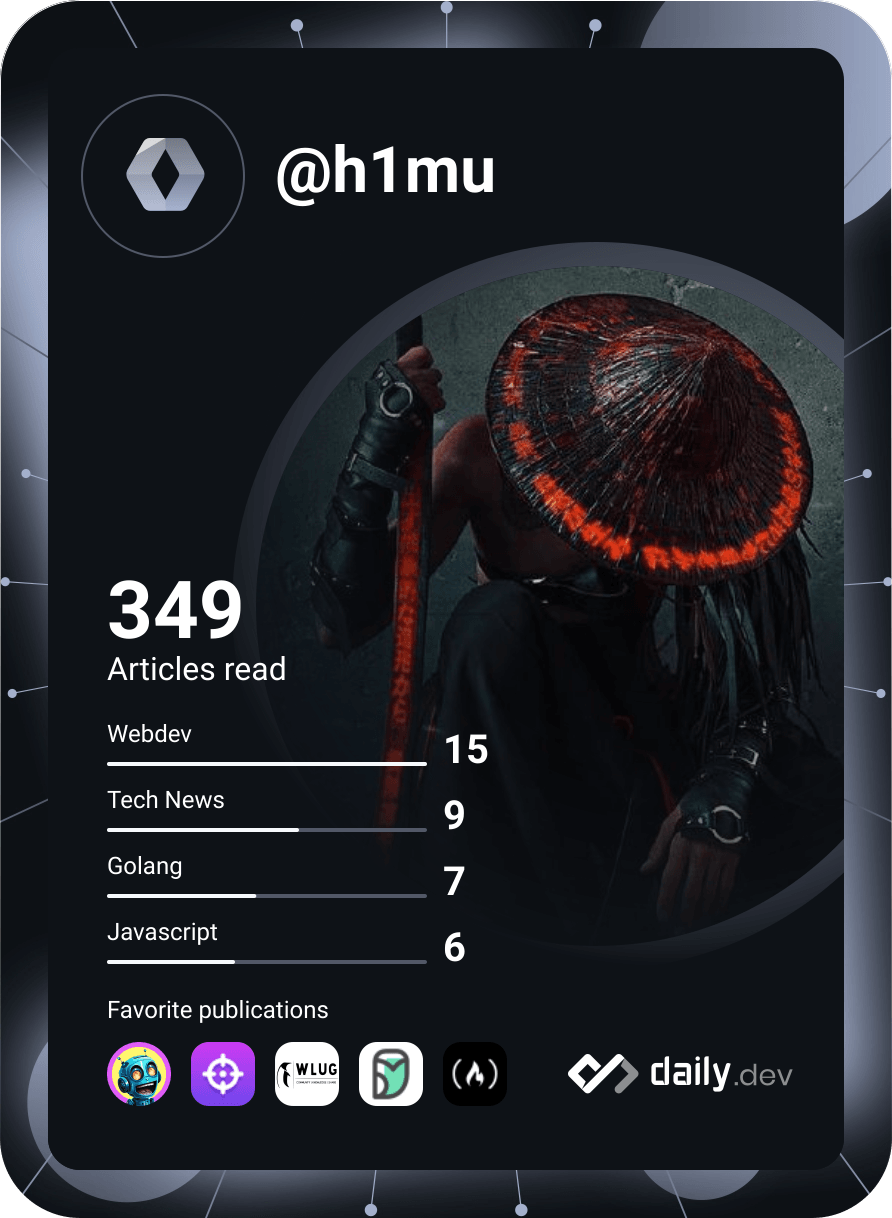 @h1mu
349
Articles read
Webdev
15
Tech News
9
Golang
7
Javascript
6
Favorite publications
WLUG
daily.dev